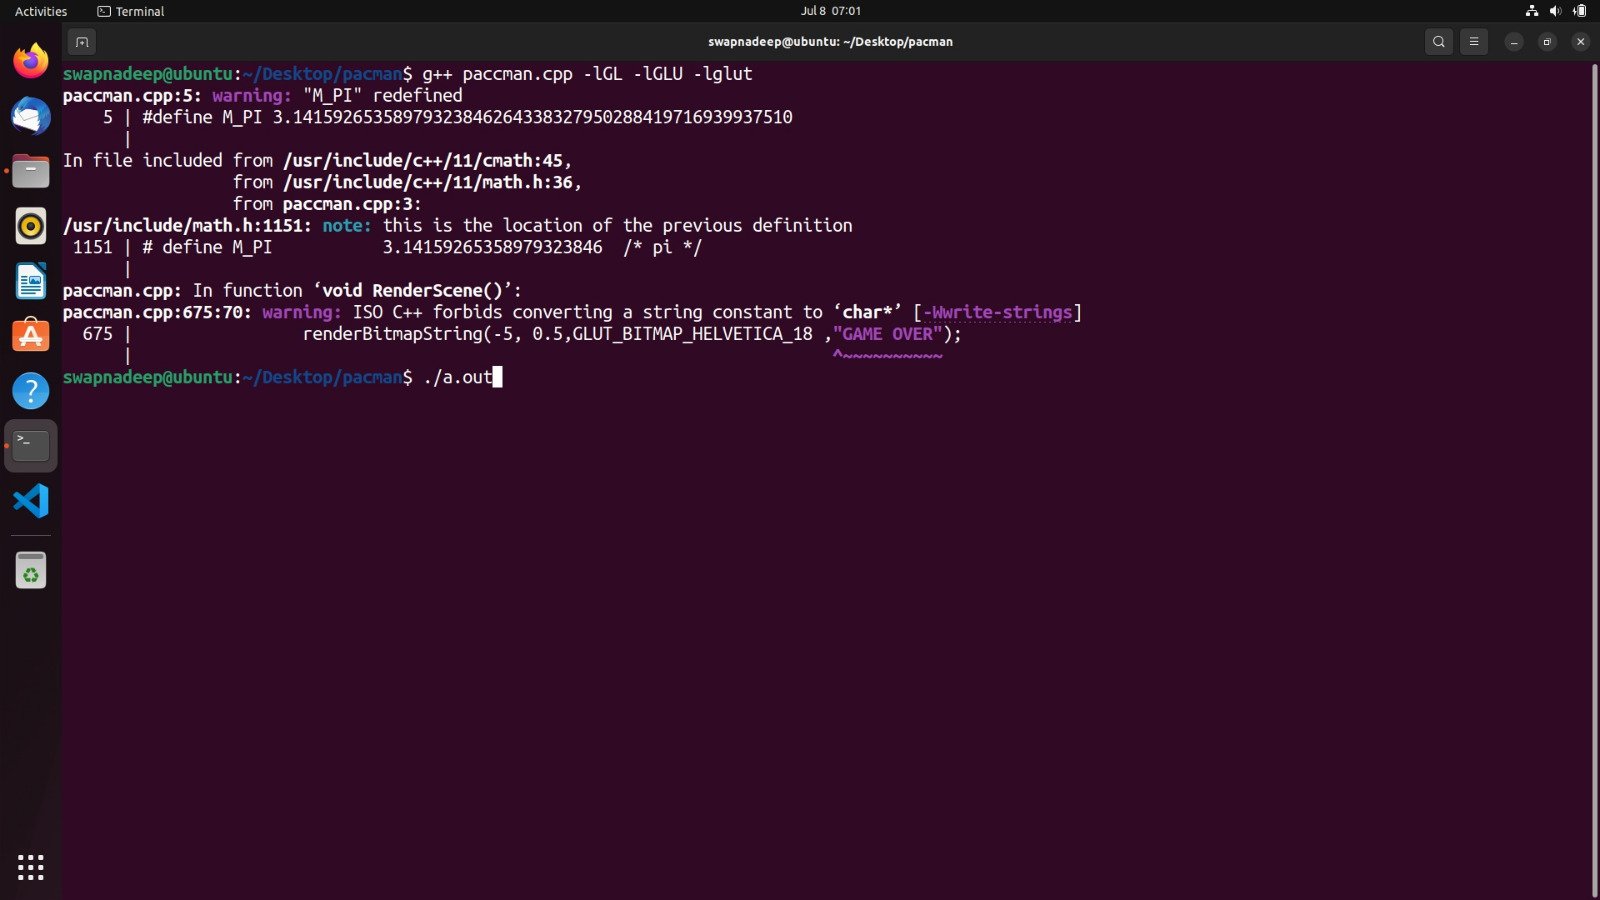 Activities
Terminal
Jul 8 07:01
swapnadeep@ubuntu: ~/Desktop/pacman
swapnadeep@ubuntu:~/Desktop/pacman$ g++ paccman.cpp -lGL -lGLU -lglut
paccman.cpp:5: warning: "M_PI" redefined
5 | #define M_PI 3.14159265358979323846264338327950288419716939937510
|
In file included from /usr/include/c++/11/cmath:45,
from /usr/include/c++/11/math.h:36,
from paccman.cpp:3:
/usr/include/math.h:1151: note: this is the location of the previous definition
1151 | # define M_PI 3.14159265358979323846 /* pi */
|
paccman.cpp: In function ‘void RenderScene()’:
paccman.cpp:675:70: warning: ISO C++ forbids converting a string constant to ‘char*’ [-Wwrite-strings]
675 | renderBitmapString(-5, 0.5,GLUT_BITMAP_HELVETICA_18 ,"GAME OVER");
| ^~~~~~~~~~~
swapnadeep@ubuntu:~/Desktop/pacman$ ./a.out